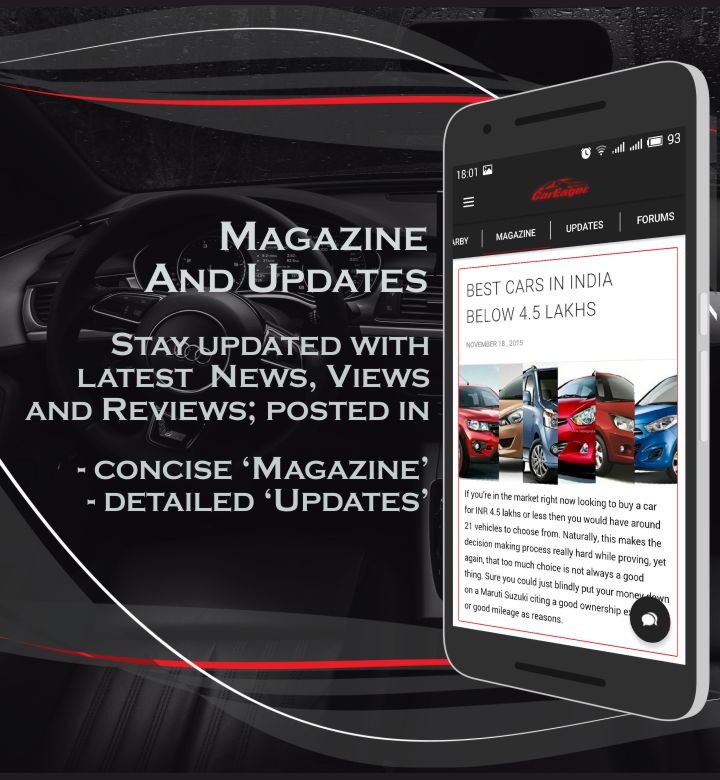 Magazine
And Updates
Stay updated with
latest News, Views
and Reviews; posted in
- concise ‘Magazine’
- detailed ‘Updates’
18:01
93
CarEager
ARBY
MAGAZINE
UPDATES
FORUMS
BEST CARS IN INDIA
BELOW 4.5 LAKHS
NOVEMBER 18, 2015
If you're in the market right now looking to buy a car
for INR 4.5 lakhs or less then you would have around
21 vehicles to choose from. Naturally, this makes the
decision making process really hard while proving, yet
again, that too much choice is not always a good
thing. Sure you could just blindly put your money down
on a Maruti Suzuki citing a good ownership
or good mileage as reasons.